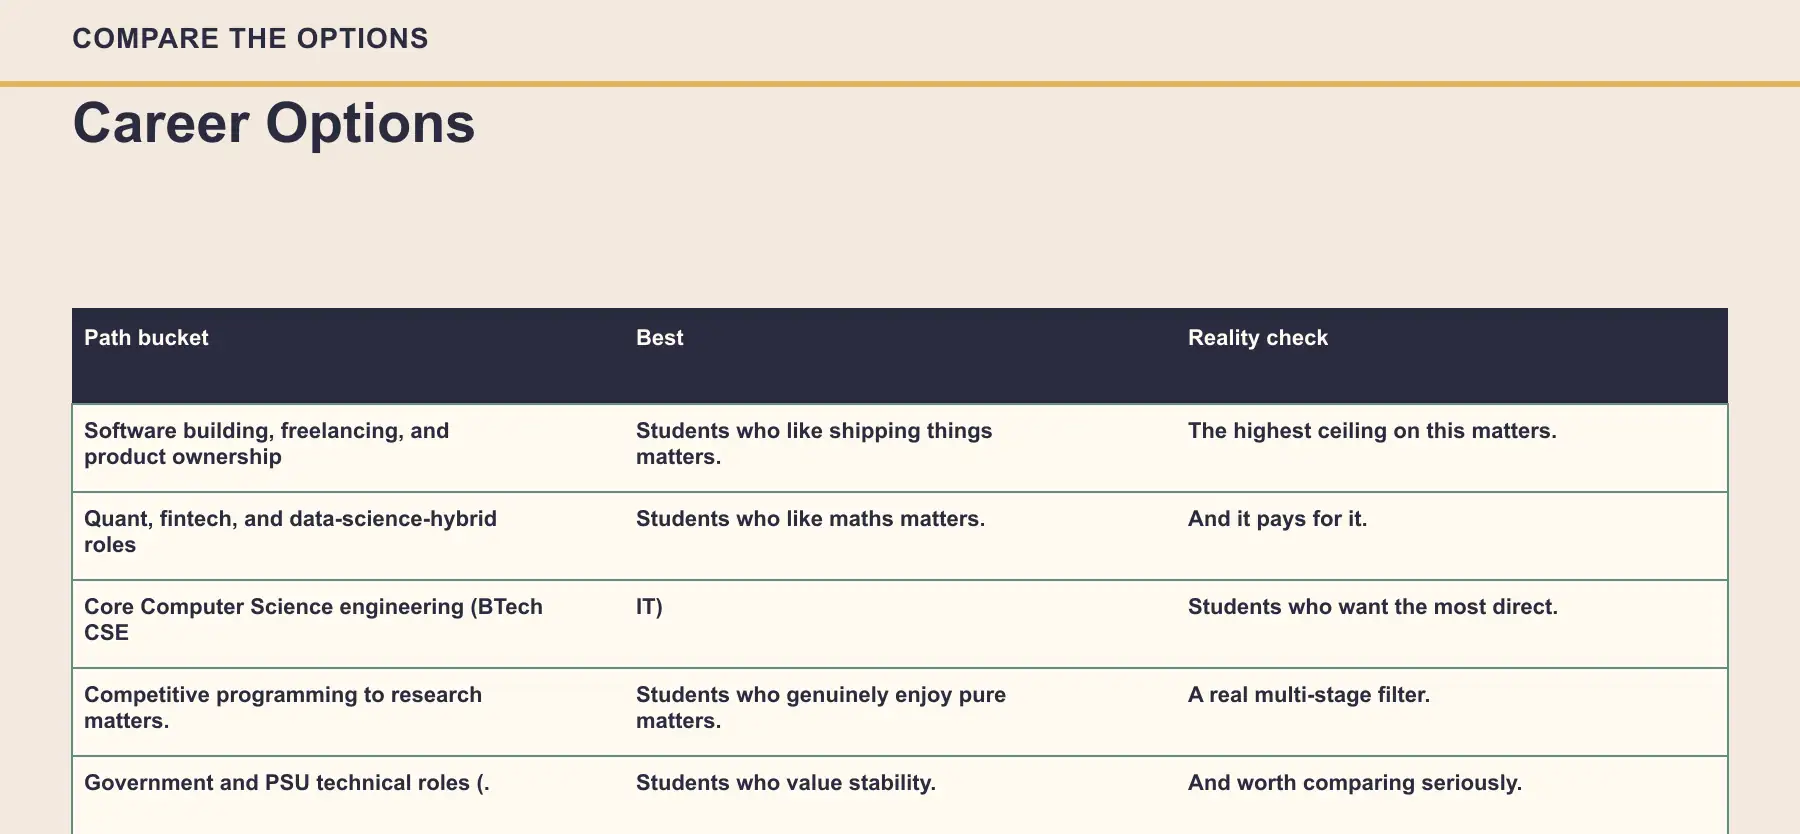 COMPARE THE OPTIONS
Career Options
Path bucket
Best
Reality check
Software building, freelancing, and
product ownership
Students who like shipping things
matters.
The highest ceiling on this matters.
Quant, fintech, and data-science-hybrid
roles
Students who like maths matters.
And it pays for it.
Core Computer Science engineering (BTech
CSE
IT)
Students who want the most direct.
Competitive programming to research
matters.
Students who genuinely enjoy pure
matters.
A real multi-stage filter.
Government and PSU technical roles (.
Students who value stability.
And worth comparing seriously.